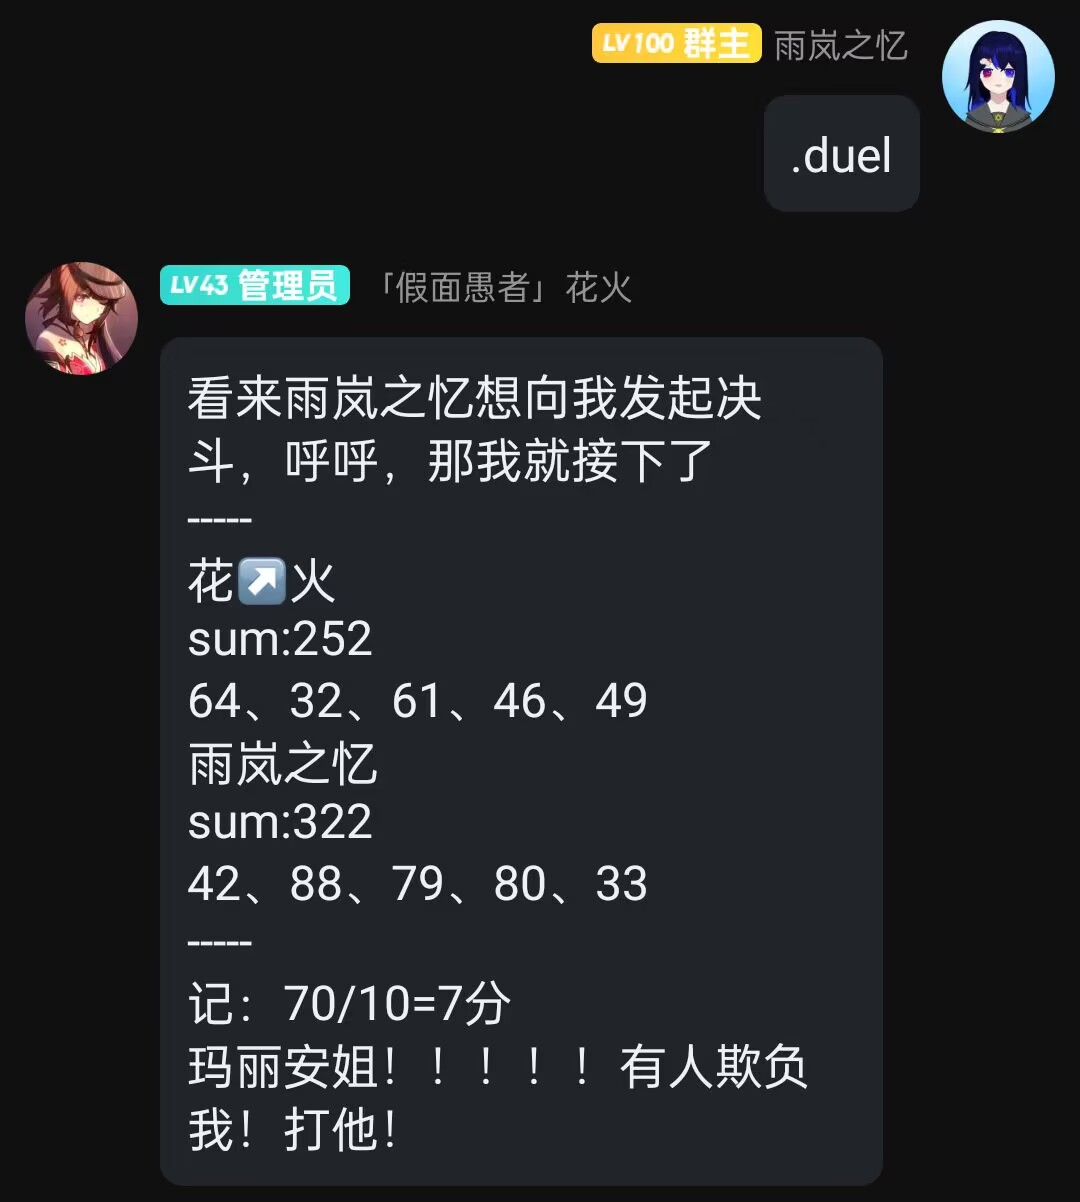 LV100 群主 雨岚之忆
.duel
LV43 管理员 「假面愚者」花火
看来雨岚之忆想向我发起决
斗，呼呼，那我就接下了
-----
花↗️火
sum:252
64、32、61、46、49
雨岚之忆
sum:322
42、88、79、80、33
-----
记：70/10=7分
玛丽安姐！！！！！有人欺负
我！打他！